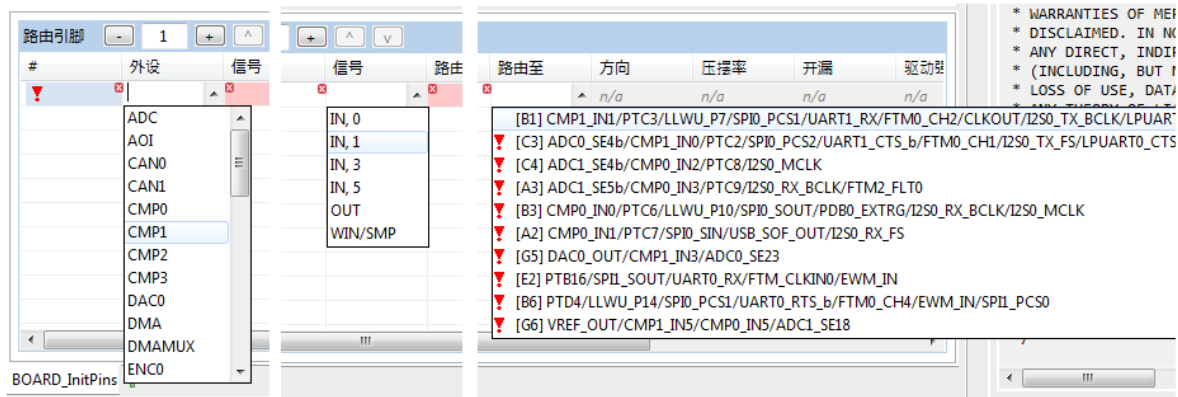 路由引脚 - 1 + ^
# 外设 信号
ADC
AOI
CAN0
CAN1
CMP0
CMP1
CMP2
CMP3
DAC0
DMA
DMAMUX
ENC0
BOARD_InitPins
+ ^ v
信号 路由
IN, 0
IN, 1
IN, 3
IN, 5
OUT
WIN/SMP
路由至 方向 压摆率 开漏 驱动强
n/a n/a n/a n/a
[B1] CMP1_IN1/PTC3/LLWU_P7/SPI0_PCS1/UART1_RX/FTM0_CH2/CLKOUT/I2S0_TX_BCLK/LPUART
[C3] ADC0_SE4b/CMP1_IN0/PTC2/SPI0_PCS2/UART1_CTS_b/FTM0_CH1/I2S0_TX_FS/LPUART0_CTS
[C4] ADC1_SE4b/CMP0_IN2/PTC8/I2S0_MCLK
[A3] ADC1_SE5b/CMP0_IN3/PTC9/I2S0_RX_BCLK/FTM2_FLT0
[B3] CMP0_IN0/PTC6/LLWU_P10/SPI0_SOUT/PDB0_EXTRG/I2S0_RX_BCLK/I2S0_MCLK
[A2] CMP0_IN1/PTC7/SPI0_SIN/USB_SOF_OUT/I2S0_RX_FS
[G5] DAC0_OUT/CMP1_IN3/ADC0_SE23
[E2] PTB16/SPI1_SOUT/UART0_RX/FTM_CLKIN0/EWM_IN
[B6] PTD4/LLWU_P14/SPI0_PCS1/UART0_RTS_b/FTM0_CH4/EWM_IN/SPI1_PCS0
[G6] VREF_OUT/CMP1_IN5/CMP0_IN5/ADC1_SE18
* WARRANTIES OF MER
* DISCLAIMED. IN NO
* ANY DIRECT, INDIR
* (INCLUDING, BUT N
* LOSS OF USE, DATA